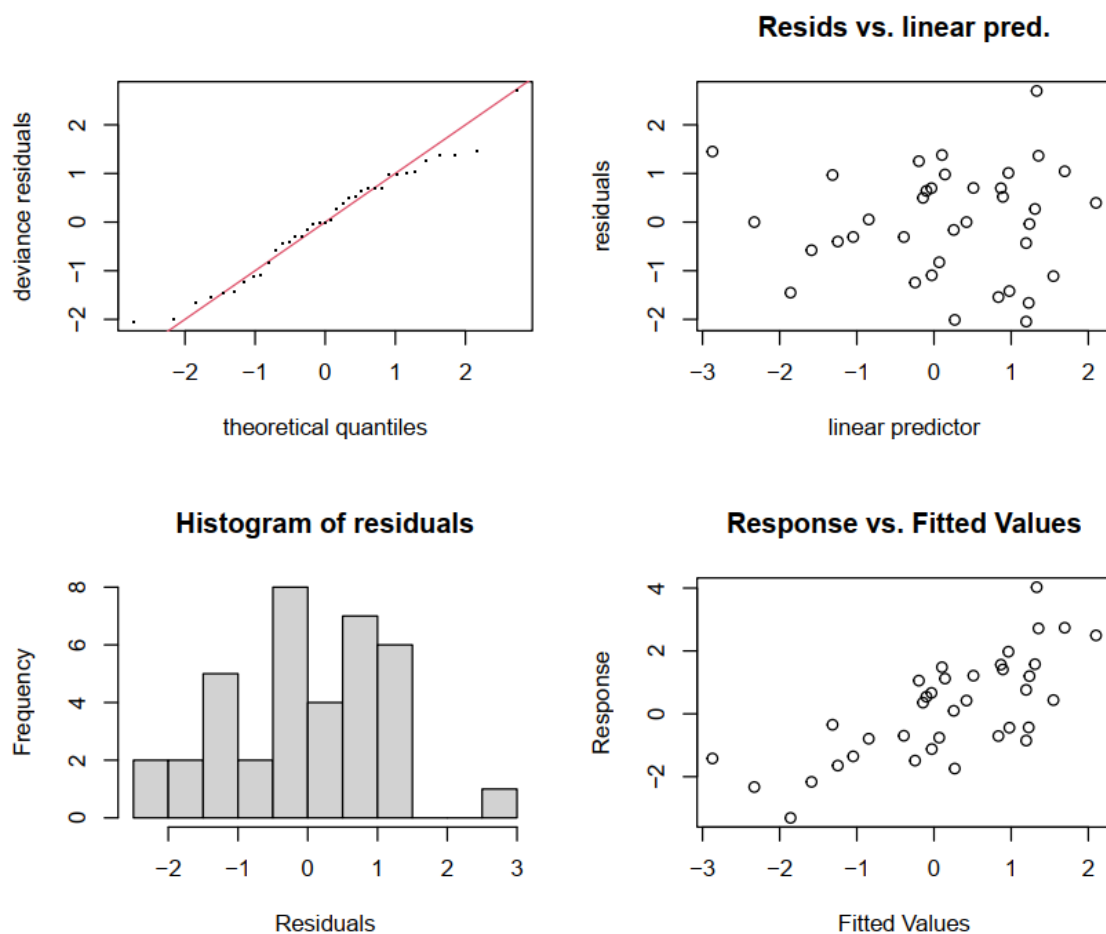 Resids vs. linear pred.
deviance residuals
−2 −1 0 1 2
−2 −1 0 1 2
theoretical quantiles
residuals
−2 −1 0 1 2
−3 −2 −1 0 1 2
linear predictor
Histogram of residuals
Frequency
0 2 4 6 8
−2 −1 0 1 2 3
Residuals
Response vs. Fitted Values
Response
−2 0 2 4
−3 −2 −1 0 1 2
Fitted Values